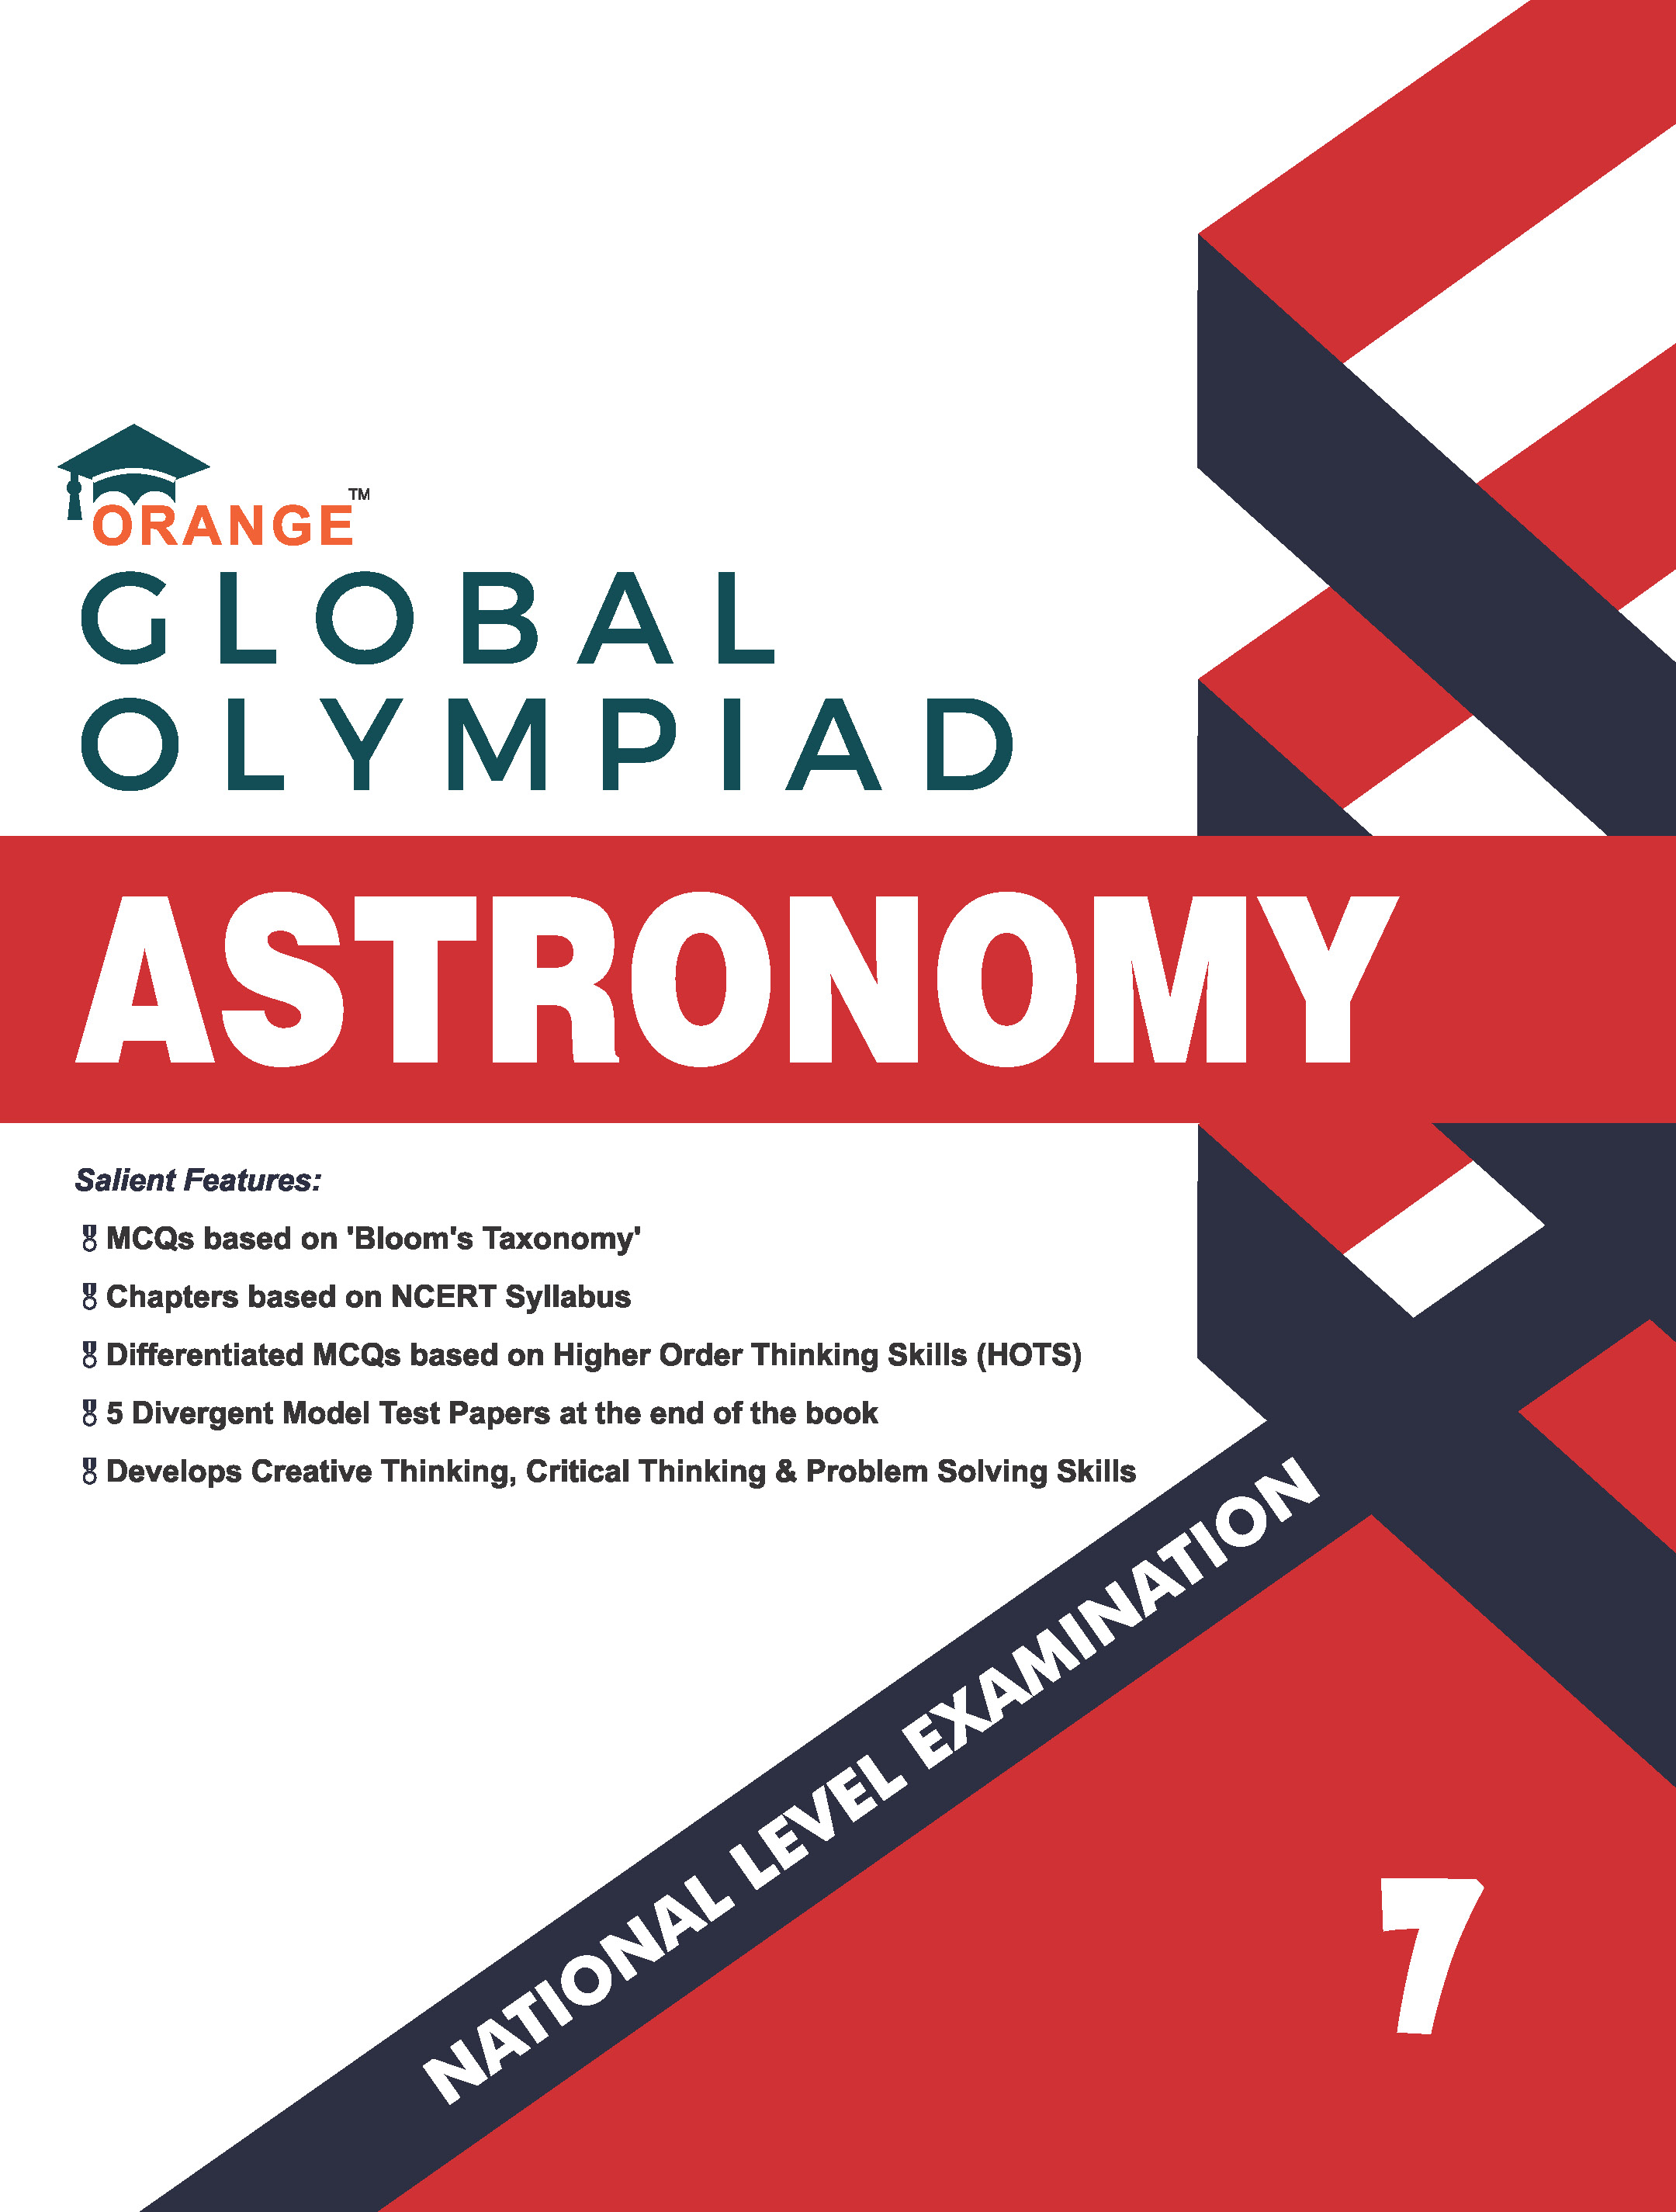 ORANGE™
GLOBAL
OLYMPIAD
ASTRONOMY
Salient Features:
MCQs based on 'Bloom's Taxonomy'
Chapters based on NCERT Syllabus
Differentiated MCQs based on Higher Order Thinking Skills (HOTS)
5 Divergent Model Test Papers at the end of the book
Develops Creative Thinking, Critical Thinking & Problem Solving Skills
NATIONAL LEVEL EXAMINATION
7